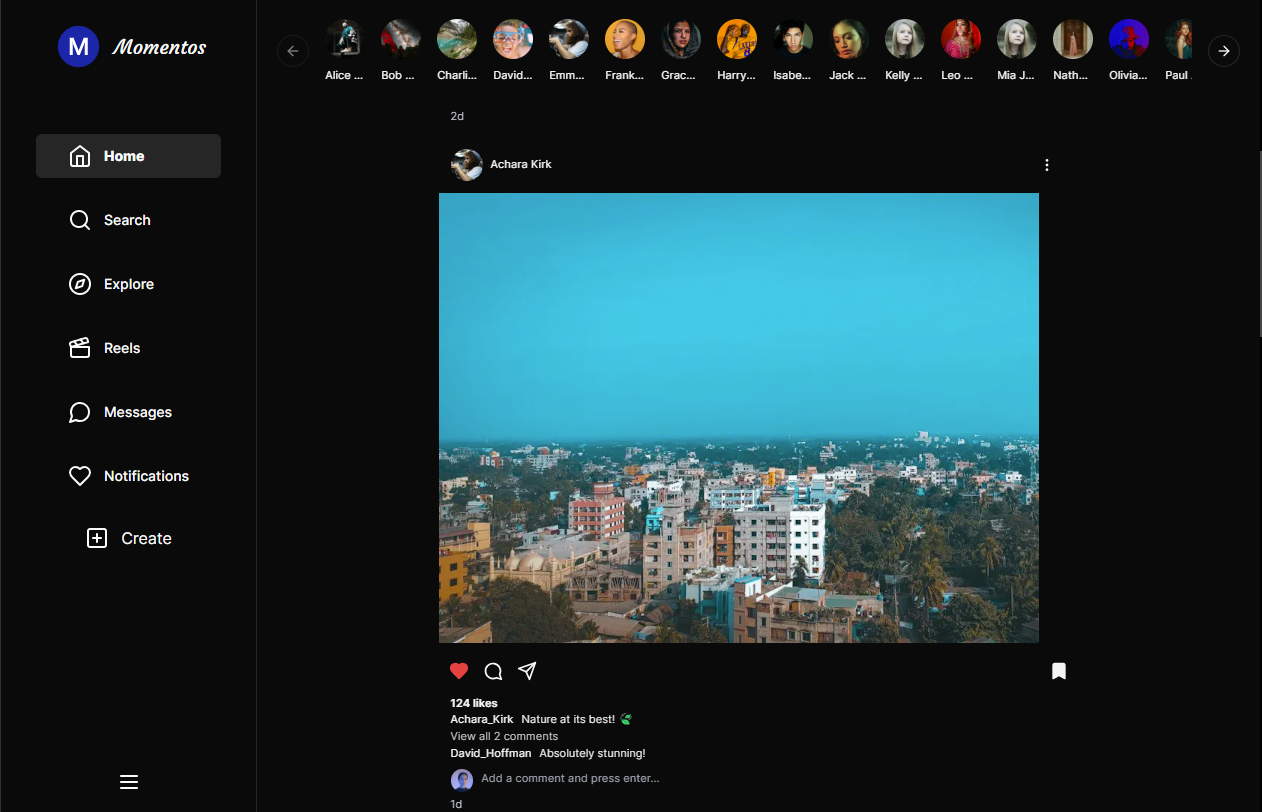 M Momentos
Alice ... Bob ... Charli... David... Emm... Frank... Grac... Harry... Isabe... Jack ... Kelly ... Leo ... Mia J... Nath... Olivia... Paul .
2d
Achara Kirk
Home
Search
Explore
Reels
Messages
Notifications
Create
124 likes
Achara_Kirk Nature at its best! 🍃
View all 2 comments
David_Hoffman Absolutely stunning!
Add a comment and press enter...
1d